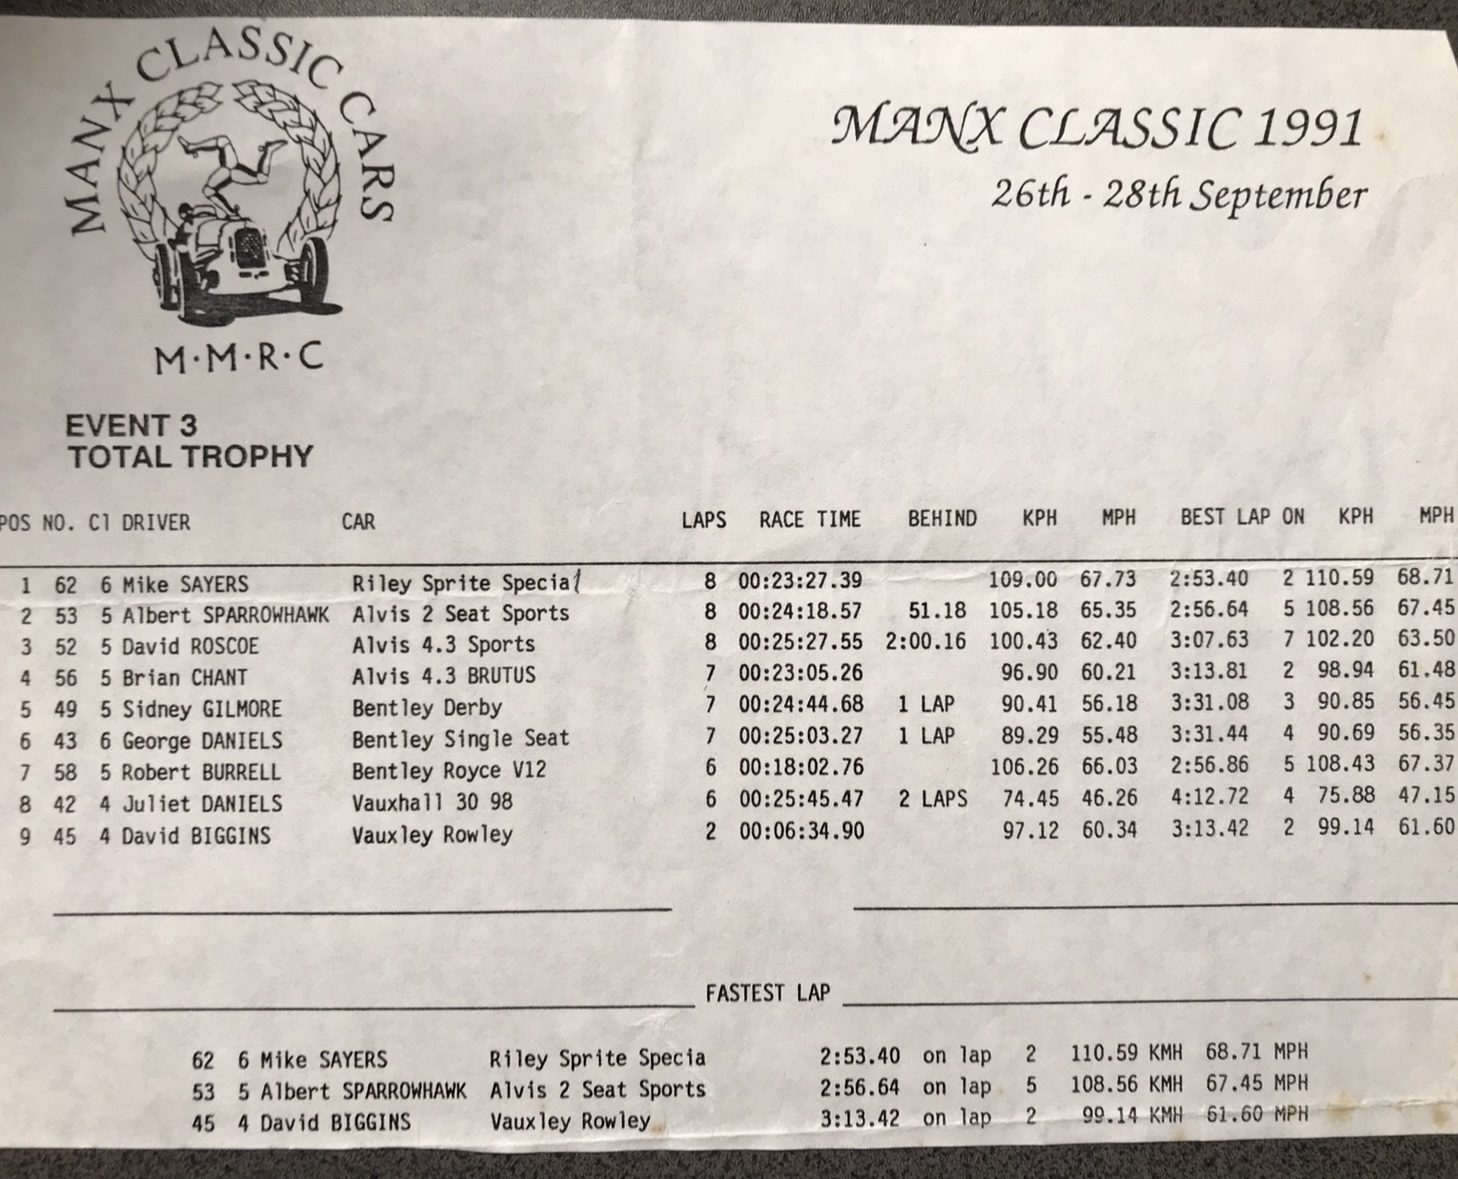 MANX CLASSIC CARS
M·M·R·C
MANX CLASSIC 1991
26th - 28th September
EVENT 3
TOTAL TROPHY
POS NO. Cl DRIVER CAR LAPS RACE TIME BEHIND KPH MPH BEST LAP ON KPH MPH
1 62 6 Mike SAYERS Riley Sprite Special 8 00:23:27.39 109.00 67.73 2:53.40 2 110.59 68.71
2 53 5 Albert SPARROWHAWK Alvis 2 Seat Sports 8 00:24:18.57 51.18 105.18 65.35 2:56.64 5 108.56 67.45
3 52 5 David ROSCOE Alvis 4.3 Sports 8 00:25:27.55 2:00.16 100.43 62.40 3:07.63 7 102.20 63.50
4 56 5 Brian CHANT Alvis 4.3 BRUTUS 7 00:23:05.26 96.90 60.21 3:13.81 2 98.94 61.48
5 49 5 Sidney GILMORE Bentley Derby 7 00:24:44.68 1 LAP 90.41 56.18 3:31.08 3 90.85 56.45
6 43 6 George DANIELS Bentley Single Seat 7 00:25:03.27 1 LAP 89.29 55.48 3:31.44 4 90.69 56.35
7 58 5 Robert BURRELL Bentley Royce V12 6 00:18:02.76 106.26 66.03 2:56.86 5 108.43 67.37
8 42 4 Juliet DANIELS Vauxhall 30 98 6 00:25:45.47 2 LAPS 74.45 46.26 4:12.72 4 75.88 47.15
9 45 4 David BIGGINS Vauxley Rowley 2 00:06:34.90 97.12 60.34 3:13.42 2 99.14 61.60
FASTEST LAP
62 6 Mike SAYERS Riley Sprite Specia 2:53.40 on lap 2 110.59 KMH 68.71 MPH
53 5 Albert SPARROWHAWK Alvis 2 Seat Sports 2:56.64 on lap 5 108.56 KMH 67.45 MPH
45 4 David BIGGINS Vauxley Rowley 3:13.42 on lap 2 99.14 KMH 61.60 MPH